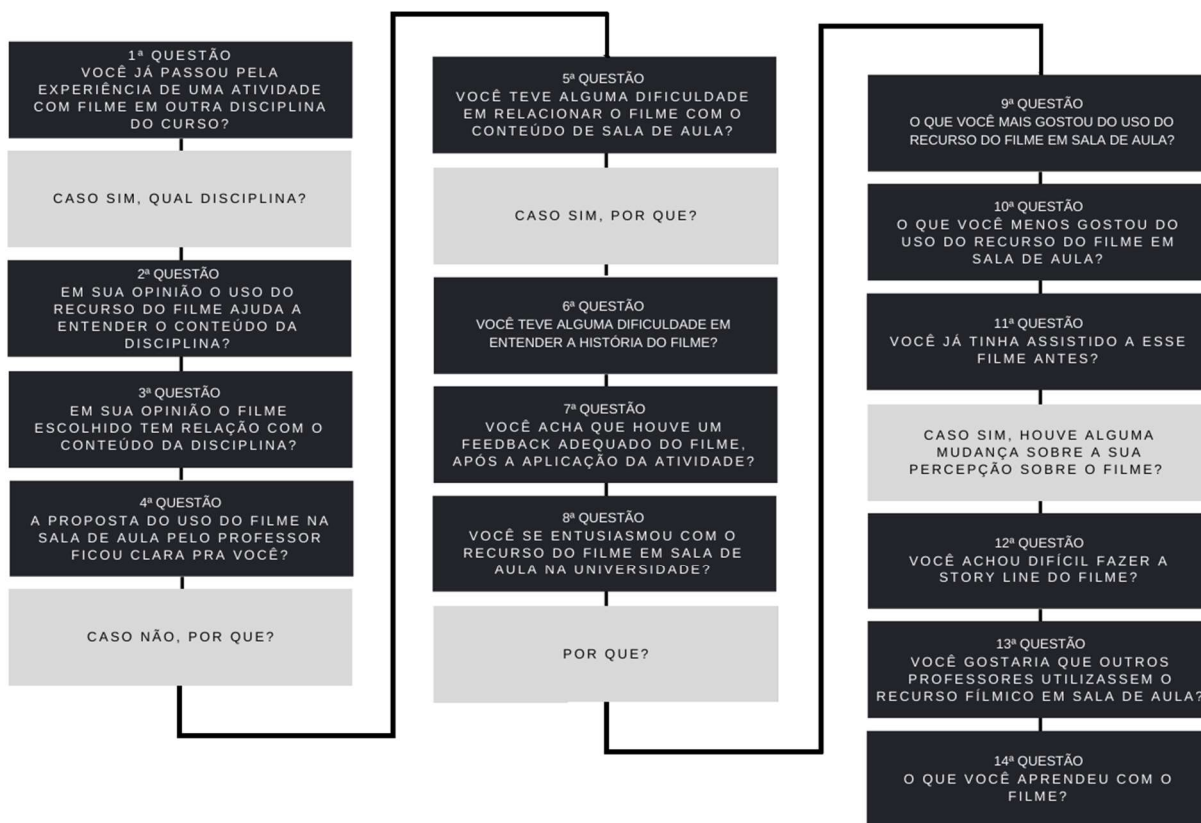 1ª QUESTÃO
VOCÊ JÁ PASSOU PELA
EXPERIÊNCIA DE UMA ATIVIDADE
COM FILME EM OUTRA DISCIPLINA
DO CURSO?
CASO SIM, QUAL DISCIPLINA?
2ª QUESTÃO
EM SUA OPINIÃO O USO DO
RECURSO DO FILME AJUDA A
ENTENDER O CONTEÚDO DA
DISCIPLINA?
3ª QUESTÃO
EM SUA OPINIÃO O FILME
ESCOLHIDO TEM RELAÇÃO COM O
CONTEÚDO DA DISCIPLINA?
4ª QUESTÃO
A PROPOSTA DO USO DO FILME NA
SALA DE AULA PELO PROFESSOR
FICOU CLARA PRA VOCÊ?
CASO NÃO, POR QUE?
5ª QUESTÃO
VOCÊ TEVE ALGUMA DIFICULDADE
EM RELACIONAR O FILME COM O
CONTEÚDO DE SALA DE AULA?
CASO SIM, POR QUE?
6ª QUESTÃO
VOCÊ TEVE ALGUMA DIFICULDADE EM
ENTENDER A HISTÓRIA DO FILME?
7ª QUESTÃO
VOCÊ ACHA QUE HOUVE UM
FEEDBACK ADEQUADO DO FILME,
APÓS A APLICAÇÃO DA ATIVIDADE?
8ª QUESTÃO
VOCÊ SE ENTUSIASMOU COM O
RECURSO DO FILME EM SALA DE
AULA NA UNIVERSIDADE?
POR QUE?
9ª QUESTÃO
O QUE VOCÊ MAIS GOSTOU DO USO DO
RECURSO DO FILME EM SALA DE AULA?
10ª QUESTÃO
O QUE VOCÊ MENOS GOSTOU DO
USO DO RECURSO DO FILME EM
SALA DE AULA?
11ª QUESTÃO
VOCÊ JÁ TINHA ASSISTIDO A ESSE
FILME ANTES?
CASO SIM, HOUVE ALGUMA
MUDANÇA SOBRE A SUA
PERCEPÇÃO SOBRE O FILME?
12ª QUESTÃO
VOCÊ ACHOU DIFÍCIL FAZER A
STORY LINE DO FILME?
13ª QUESTÃO
VOCÊ GOSTARIA QUE OUTROS
PROFESSORES UTILIZASSEM O
RECURSO FÍLMICO EM SALA DE AULA?
14ª QUESTÃO
O QUE VOCÊ APRENDEU COM O
FILME?